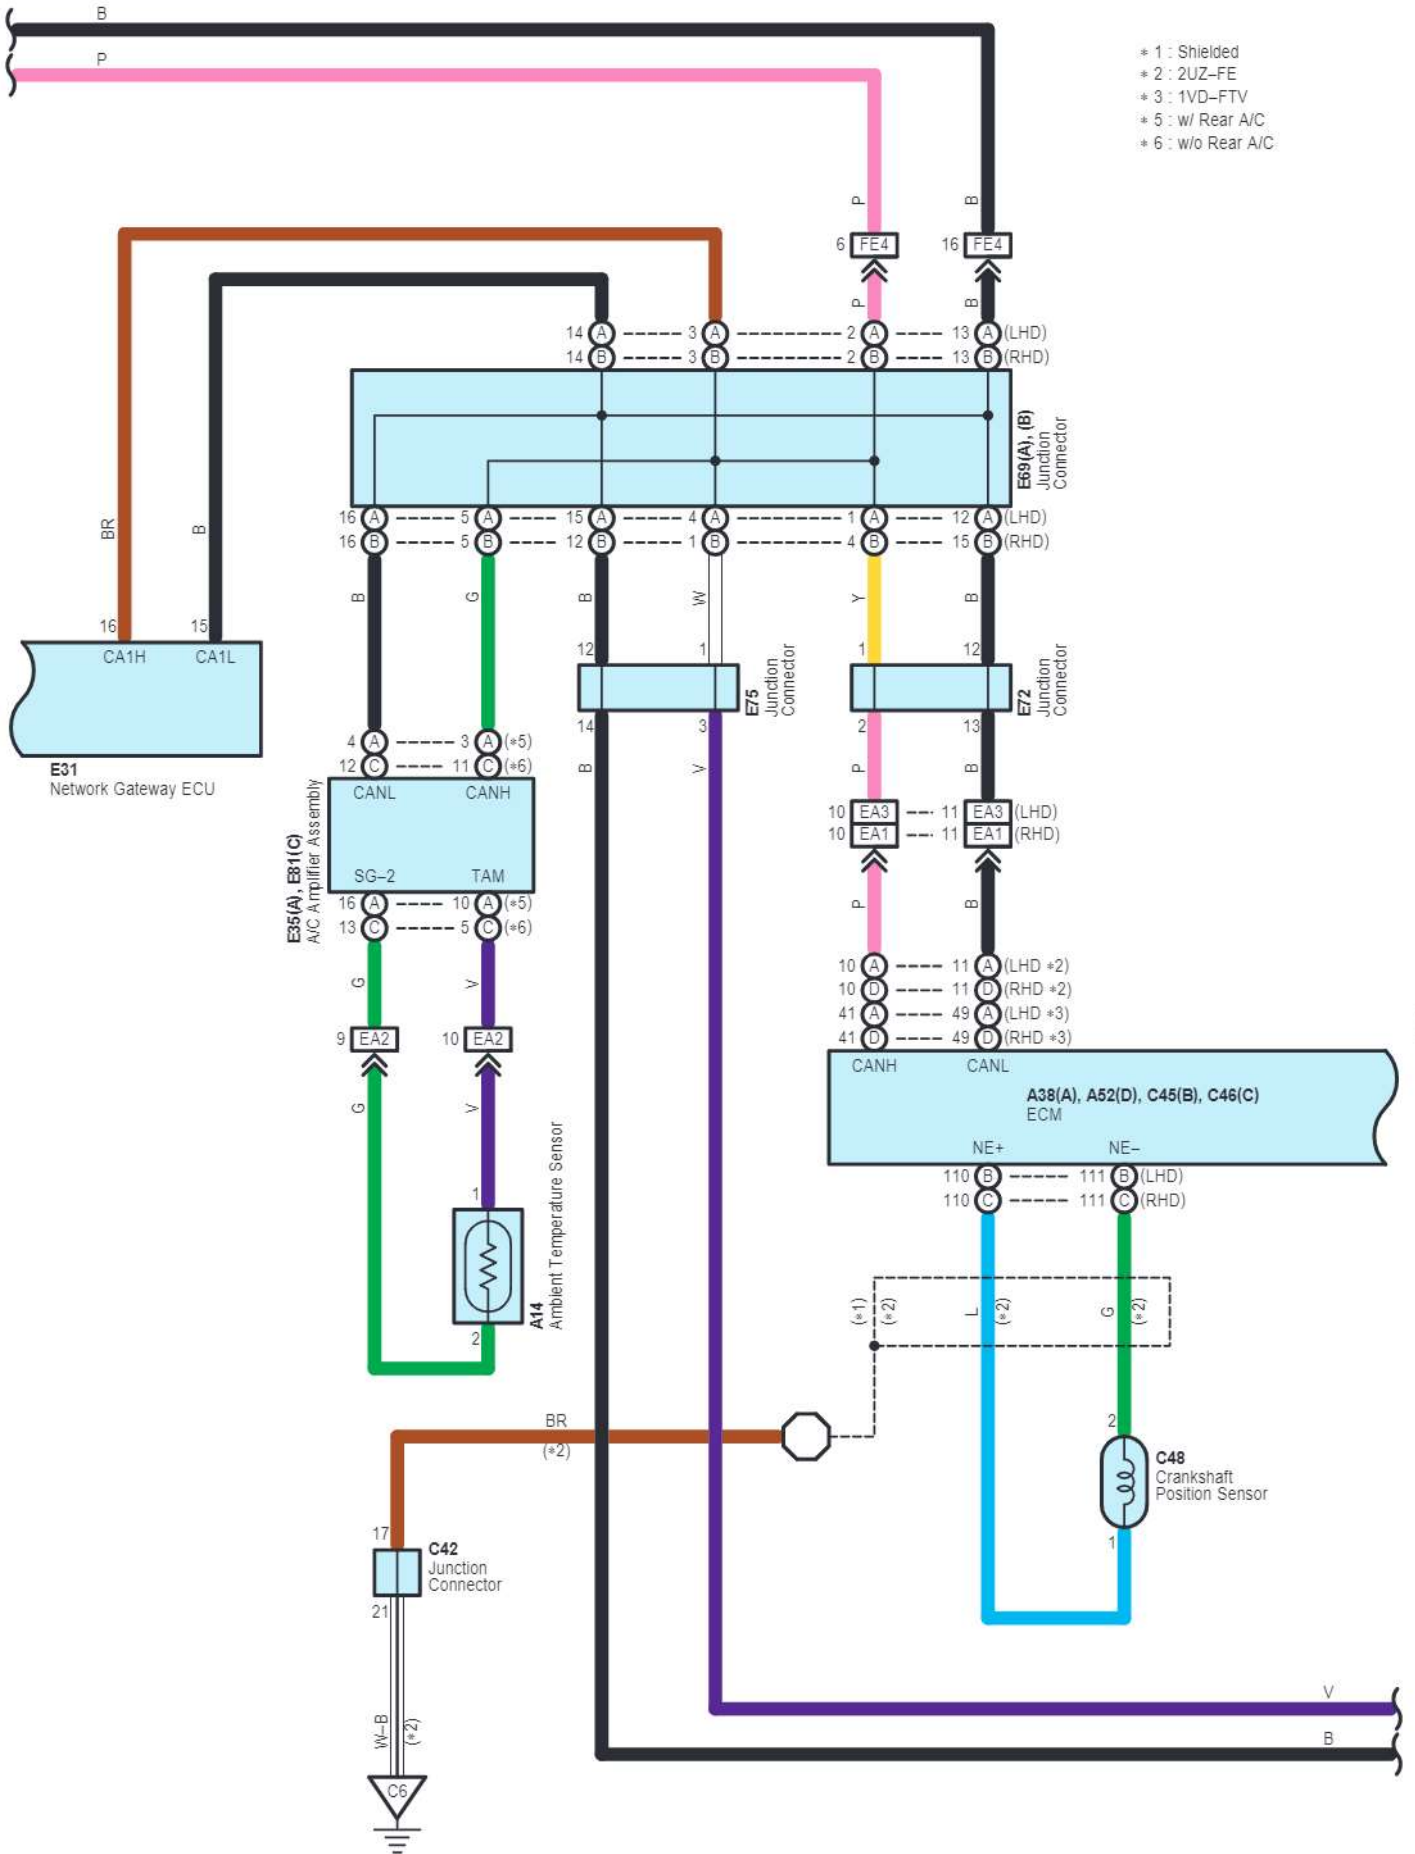 B
P
* 1 : Shielded
* 2 : 2UZ–FE
* 3 : 1VD–FTV
* 5 : w/ Rear A/C
* 6 : w/o Rear A/C
P B
6 FE4 16 FE4
P B
14 A 3 A 2 A 13 A (LHD)
14 B 3 B 2 B 13 B (RHD)
E69(A), (B)
Junction
Connector
16 A 5 A 15 A 4 A 1 A 12 A (LHD)
16 B 5 B 12 B 1 B 4 B 15 B (RHD)
BR B
B G B W Y B
16 15
CA1H CA1L
E31
Network Gateway ECU
12 1
E75
Junction
Connector
14 3
B V
1 12
E72
Junction
Connector
2 13
P B
4 A 3 A (*5)
12 C 11 C (*6)
CANL CANH
E35(A), E81(C)
A/C Amplifier Assembly
SG–2 TAM
16 A 10 A (*5)
13 C 5 C (*6)
10 EA3 11 EA3 (LHD)
10 EA1 11 EA1 (RHD)
P B
G V
9 EA2 10 EA2
G V
10 A 11 A (LHD *2)
10 D 11 D (RHD *2)
41 A 49 A (LHD *3)
41 D 49 D (RHD *3)
CANH CANL
A38(A), A52(D), C45(B), C46(C)
ECM
NE+ NE–
110 B 111 B (LHD)
110 C 111 C (RHD)
1
A14
Ambient Temperature Sensor
2
(*1) (*2) L (*2) G (*2)
BR
(*2)
2
C48
Crankshaft
Position Sensor
1
17
C42
Junction
Connector
21
W–B (*2)
C6
V
B